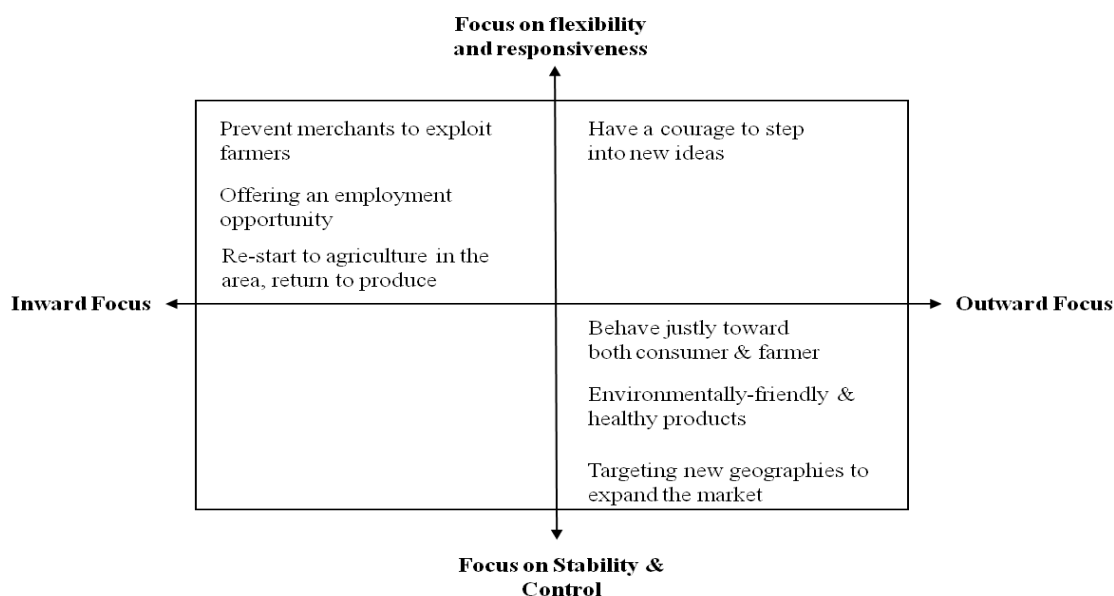 Focus on flexibility
and responsiveness
Prevent merchants to exploit
farmers
Offering an employment
opportunity
Re-start to agriculture in the
area, return to produce
Have a courage to step
into new ideas
Inward Focus
Outward Focus
Behave justly toward
both consumer & farmer
Environmentally-friendly &
healthy products
Targeting new geographies to
expand the market
Focus on Stability &
Control